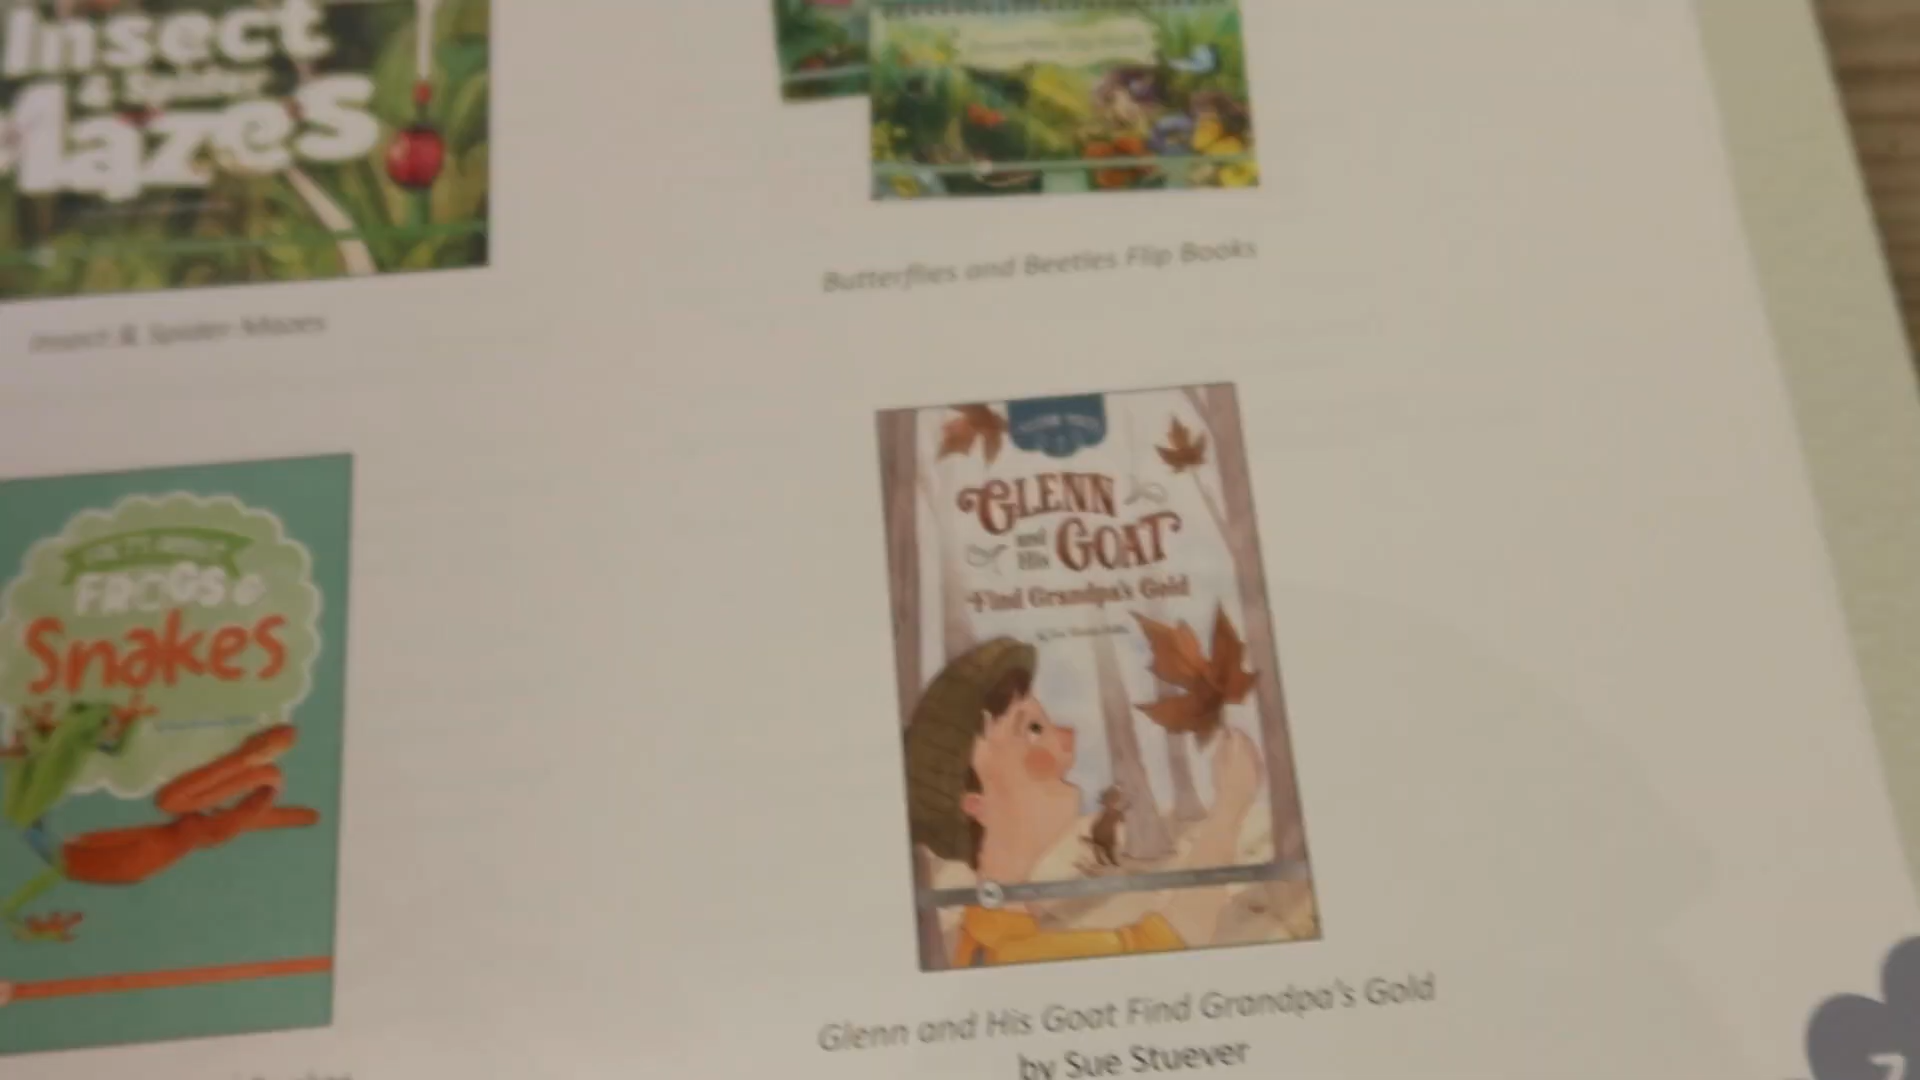 Insect
& Spider
Mazes
Insect & Spider Mazes
Butterflies and Beetles Flip Books
FROGS &
Snakes
GLENN
and
His
GOAT
Find Grandpa's Gold
Glenn and His Goat Find Grandpa's Gold
by Sue Stuever
7